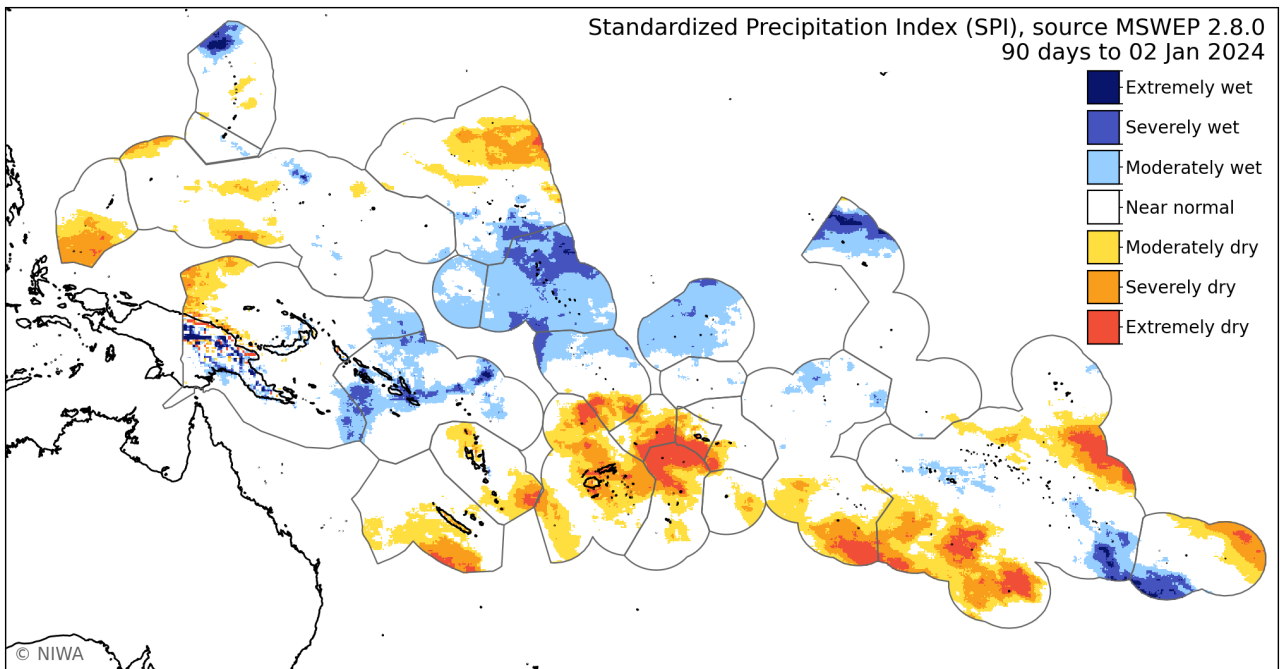 Standardized Precipitation Index (SPI), source MSWEP 2.8.0
90 days to 02 Jan 2024
Extremely wet
Severely wet
Moderately wet
Near normal
Moderately dry
Severely dry
Extremely dry
© NIWA